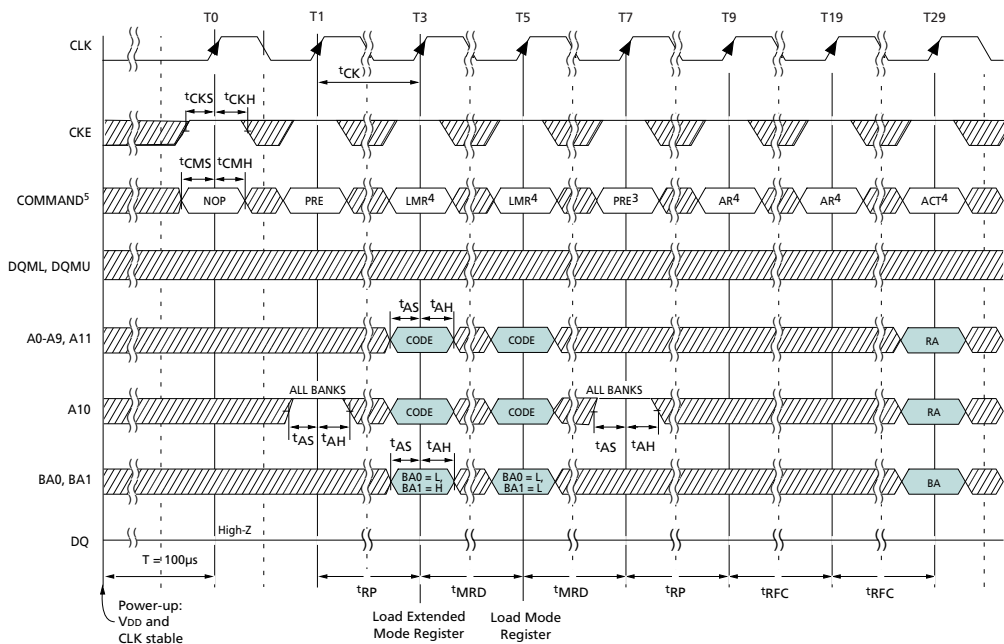 T0 T1 T3 T5 T7 T9 T19 T29
CLK
tCK
tCKS tCKH
CKE
tCMS tCMH
COMMAND5 NOP PRE LMR4 LMR4 PRE3 AR4 AR4 ACT4
DQML, DQMU
tAS tAH
A0-A9, A11 CODE CODE RA
ALL BANKS ALL BANKS
A10 CODE CODE RA
tAS tAH tAS tAH
tAS tAH
BA0, BA1 BA0 = L, BA1 = H BA0 = L, BA1 = L BA
High-Z
DQ
T = 100µs
tRP tMRD tMRD tRP tRFC tRFC
Power-up:
VDD and
CLK stable
Load Extended
Mode Register
Load Mode
Register